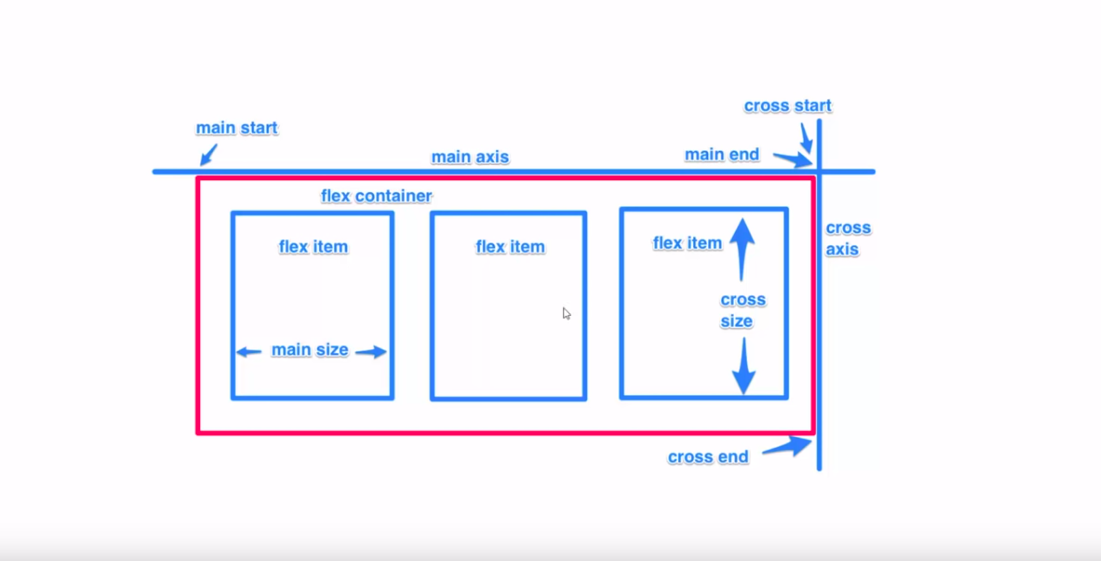 cross start
main start
main axis
main end
flex container
flex item
flex item
flex item
cross
axis
cross
size
main size
cross end